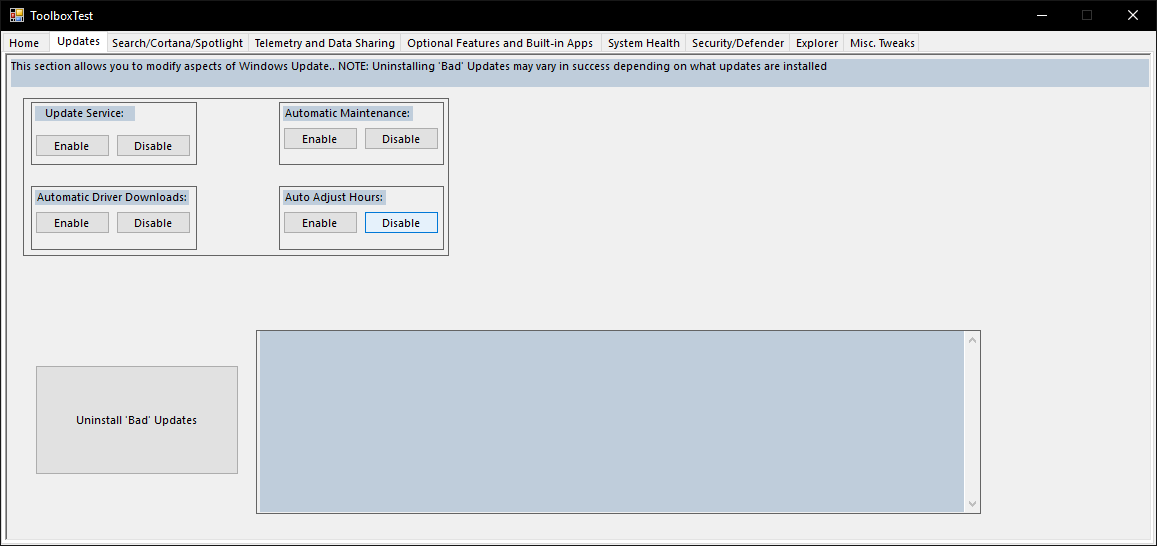 ToolboxTest
Home Updates Search/Cortana/Spotlight Telemetry and Data Sharing Optional Features and Built-in Apps System Health Security/Defender Explorer Misc. Tweaks
This section allows you to modify aspects of Windows Update.. NOTE: Uninstalling 'Bad' Updates may vary in success depending on what updates are installed
Update Service:
Enable Disable
Automatic Maintenance:
Enable Disable
Automatic Driver Downloads:
Enable Disable
Auto Adjust Hours:
Enable Disable
Uninstall 'Bad' Updates